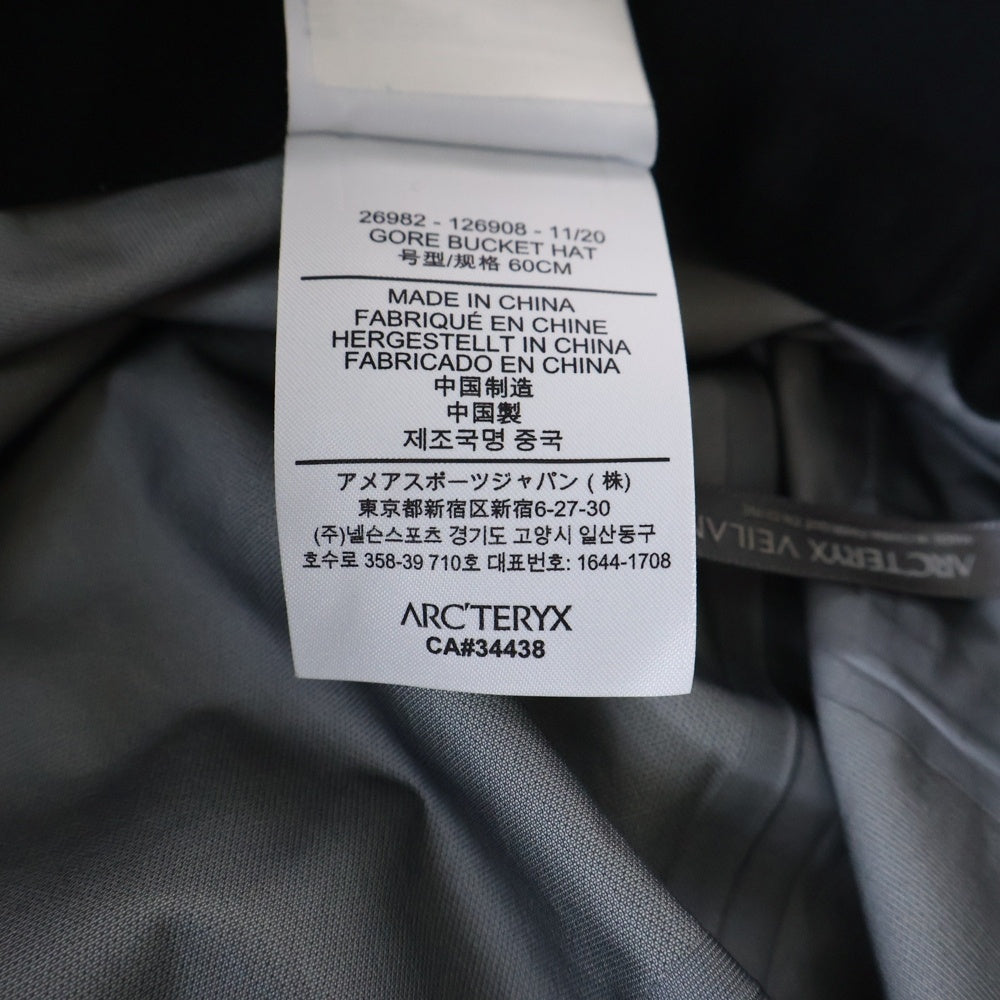 26982 - 126908 - 11/20
GORE BUCKET HAT
号型/规格 60CM
MADE IN CHINA
FABRIQUÉ EN CHINE
HERGESTELLT IN CHINA
FABRICADO EN CHINA
中国制造
中国製
제조국명 중국
アメアスポーツジャパン ( 株)
東京都新宿区新宿6-27-30
(주)넬슨스포츠 경기도 고양시 일산동구
호수로 358-39 710호 대표번호: 1644-1708
ARC'TERYX
CA#34438
ARC'TERYX VEILAN